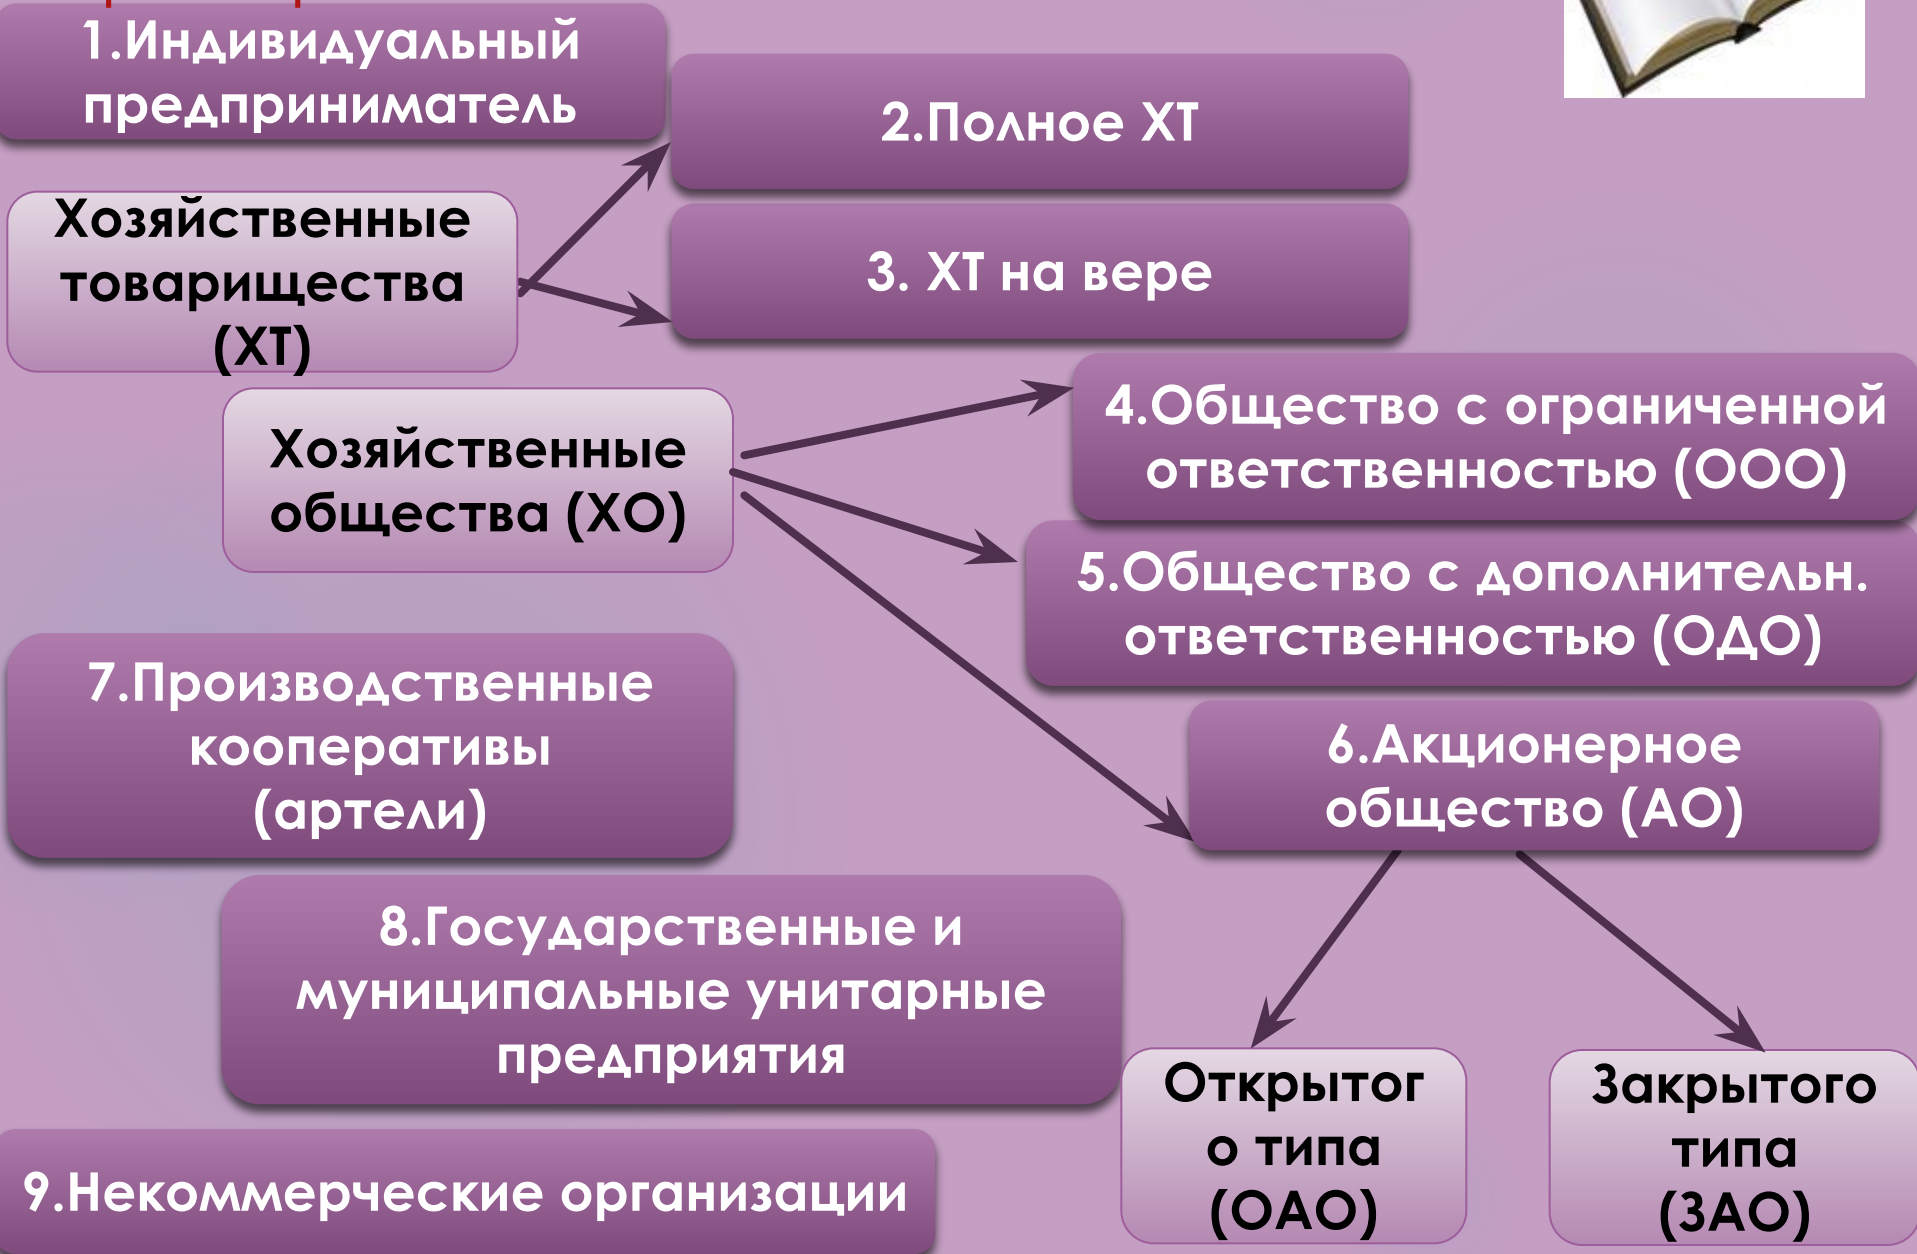 1.Индивидуальный
предприниматель
2.Полное ХТ
Хозяйственные
товарищества
(ХТ)
3. ХТ на вере
4.Общество с ограниченной
ответственностью (ООО)
Хозяйственные
общества (ХО)
5.Общество с дополнительн.
ответственностью (ОДО)
7.Производственные
кооперативы
(артели)
6.Акционерное
общество (АО)
8.Государственные и
муниципальные унитарные
предприятия
Открытог
о типа
(ОАО)
Закрытого
типа
(ЗАО)
9.Некоммерческие организации